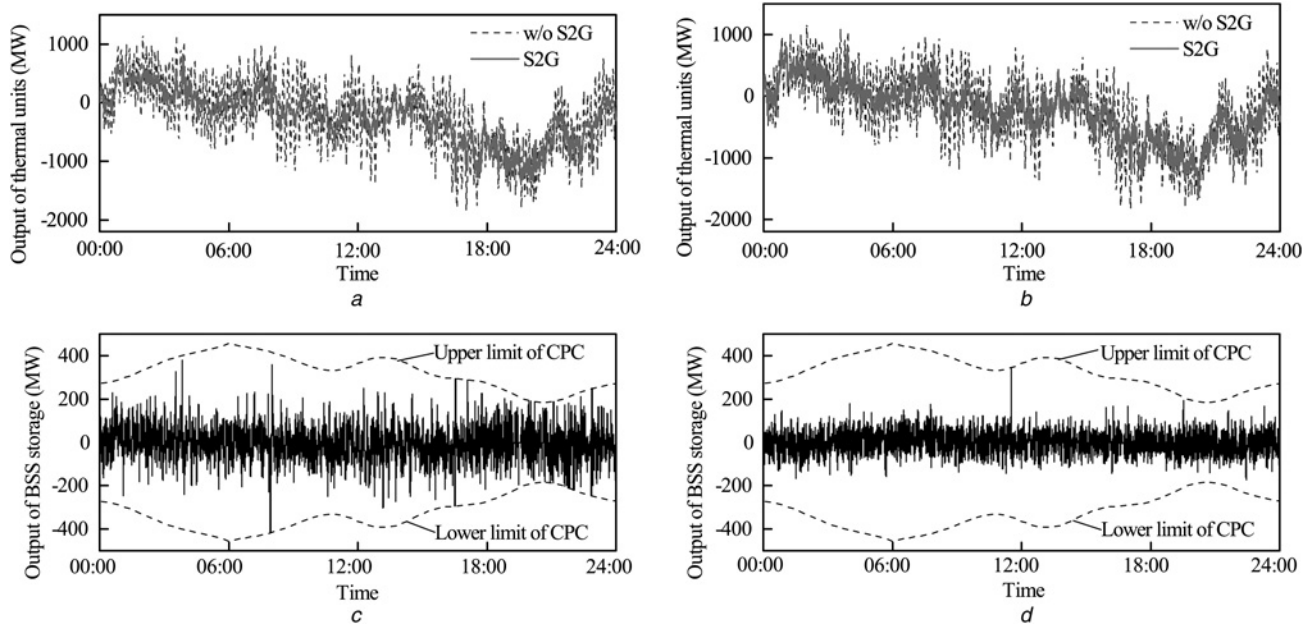 Output of thermal units (MW)
1000
0
-1000
-2000
w/o S2G
S2G
00:00 06:00 12:00 18:00 24:00
Time
a
Output of thermal units (MW)
1000
0
-1000
-2000
w/o S2G
S2G
00:00 06:00 12:00 18:00 24:00
Time
b
Output of BSS storage (MW)
400
200
0
-200
-400
Upper limit of CPC
Lower limit of CPC
00:00 06:00 12:00 18:00 24:00
Time
c
Output of BSS storage (MW)
400
200
0
-200
-400
Upper limit of CPC
Lower limit of CPC
00:00 06:00 12:00 18:00 24:00
Time
d